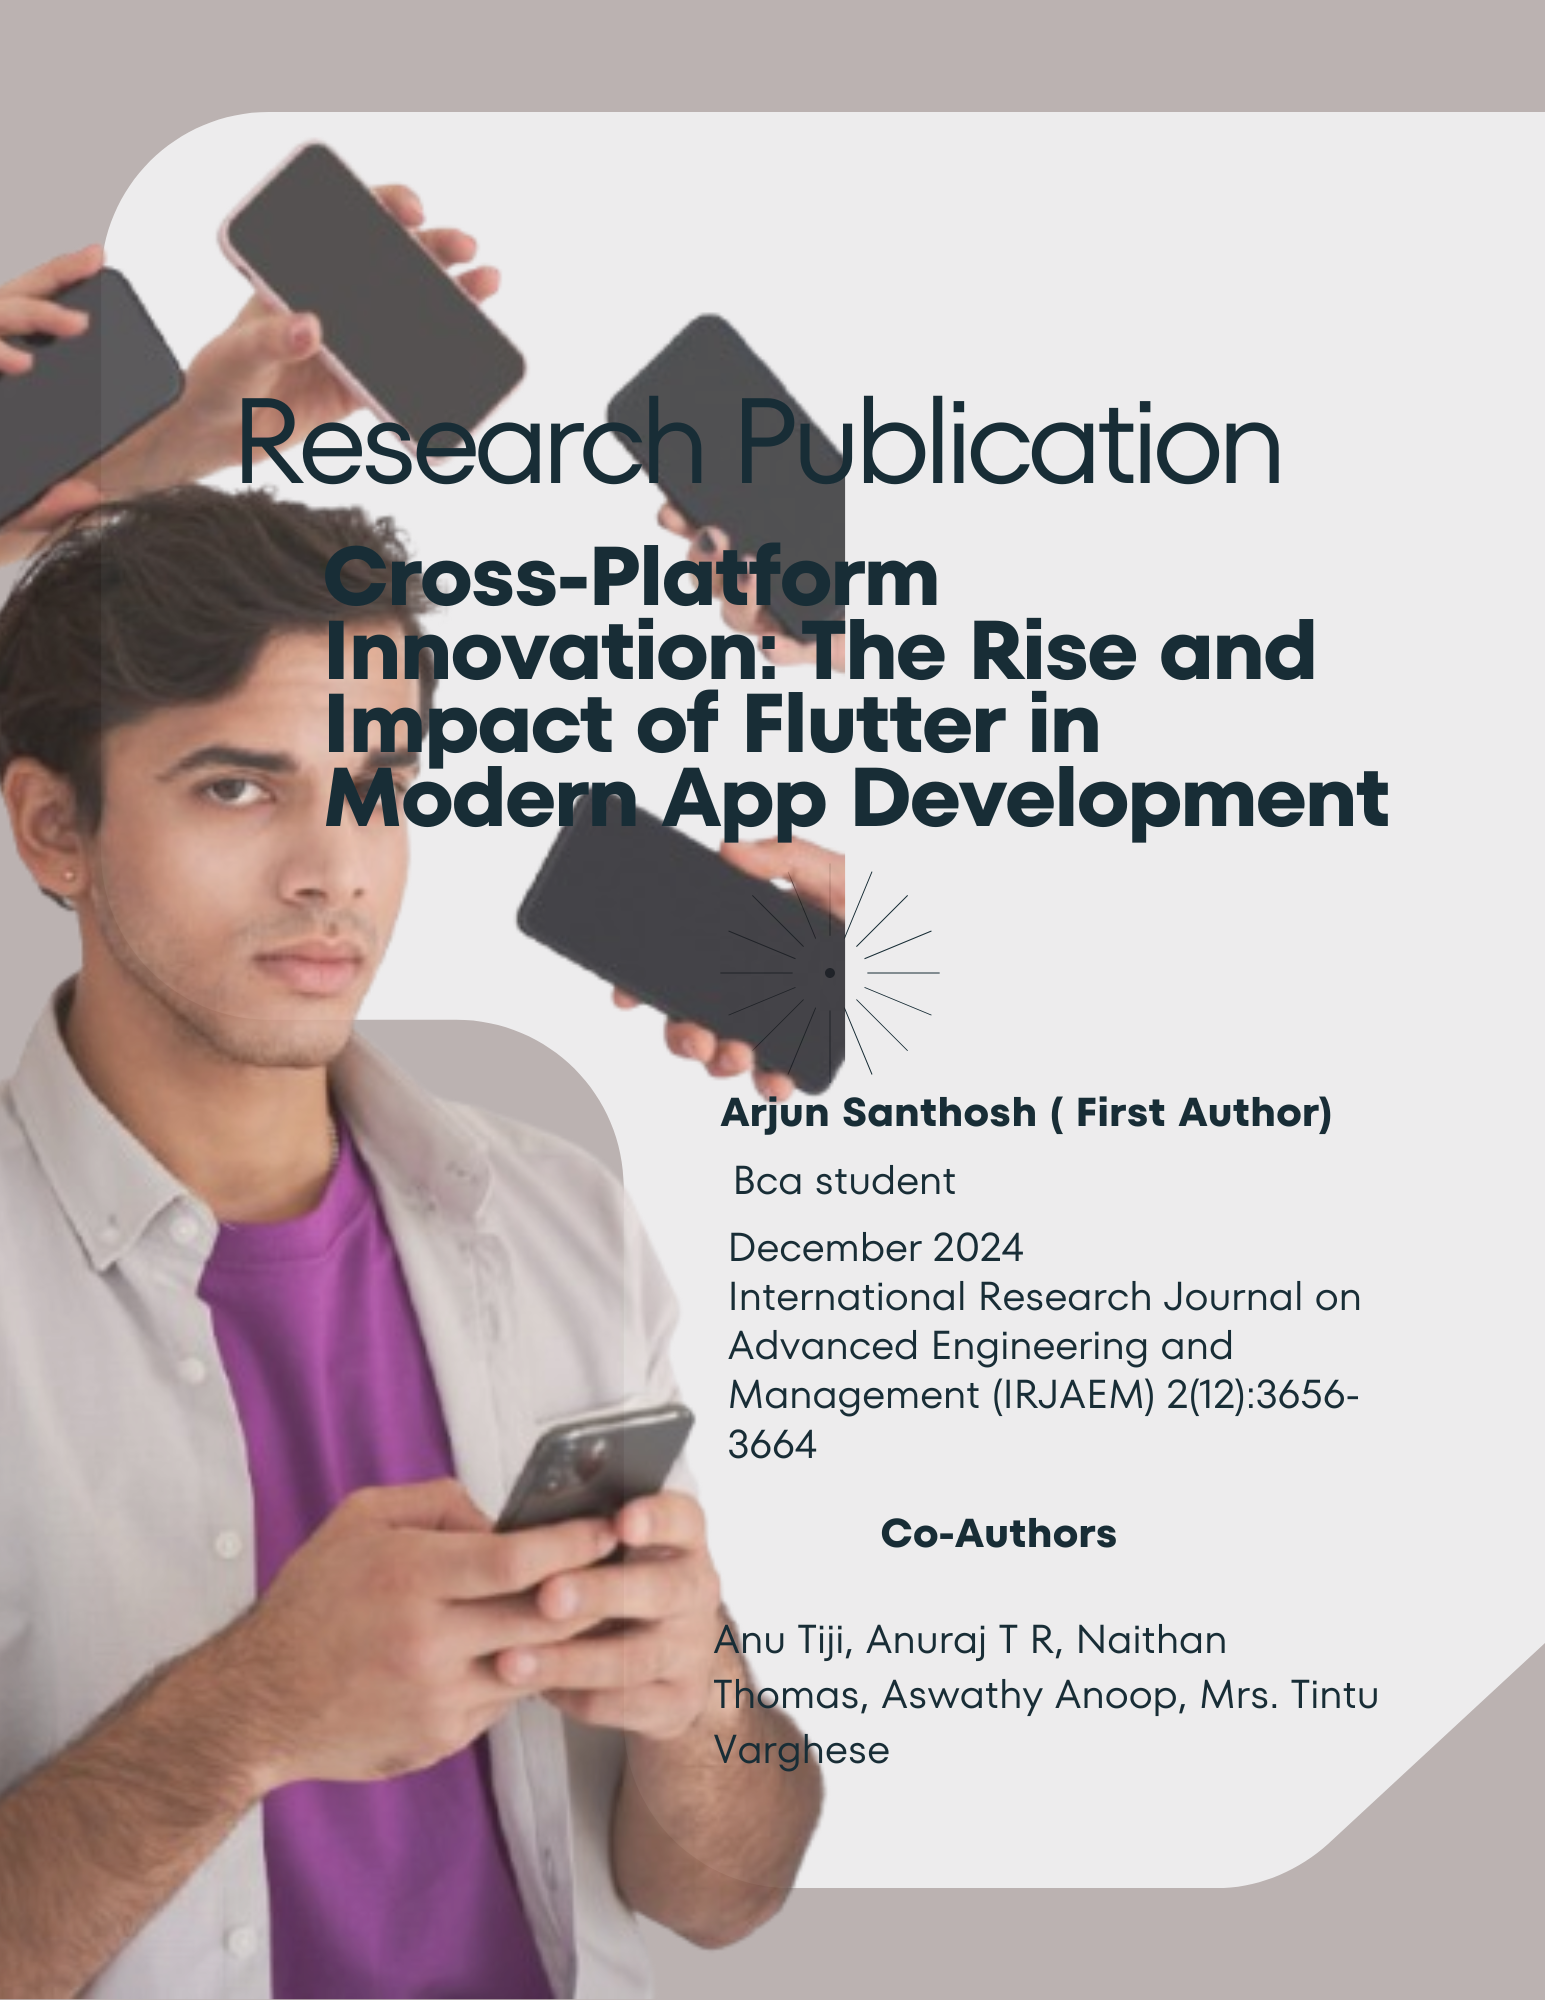 Research Publication
Cross-Platform
Innovation: The Rise and
Impact of Flutter in
Modern App Development
Arjun Santhosh ( First Author)
Bca student
December 2024
International Research Journal on
Advanced Engineering and
Management (IRJAEM) 2(12):3656-
3664
Co-Authors
Anu Tiji, Anuraj T R, Naithan
Thomas, Aswathy Anoop, Mrs. Tintu
Varghese